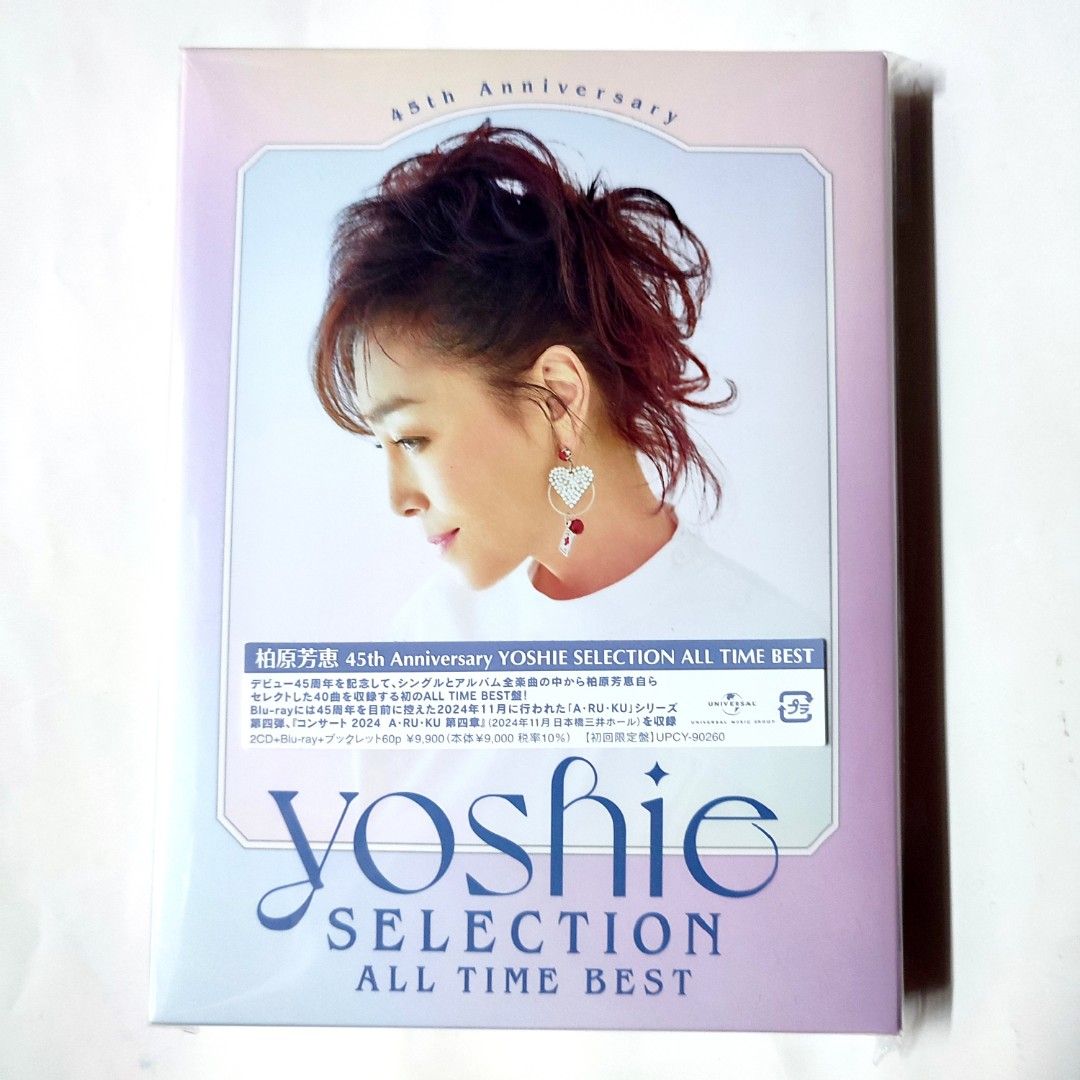 45th Anniversary
柏原芳恵 45th Anniversary YOSHIE SELECTION ALL TIME BEST
デビュー45周年を記念して、シングルとアルバム全楽曲の中から柏原芳恵自ら
セレクトした40曲を収録する初のALL TIME BEST盤!
Blu-rayには45周年を目前に控えた2024年11月に行われた「A・RU・KU」シリーズ
第四弾、『コンサート 2024 A・RU・KU 第四章』(2024年11月 日本橋三井ホール)を収録
2CD+Blu-ray+ブックレット60p ¥9,900(本体¥9,000 税率10%) 【初回限定盤】UPCY-90260
UNIVERSAL
UNIVERSAL MUSIC GROUP
プラ
yoshie
SELECTION
ALL TIME BEST